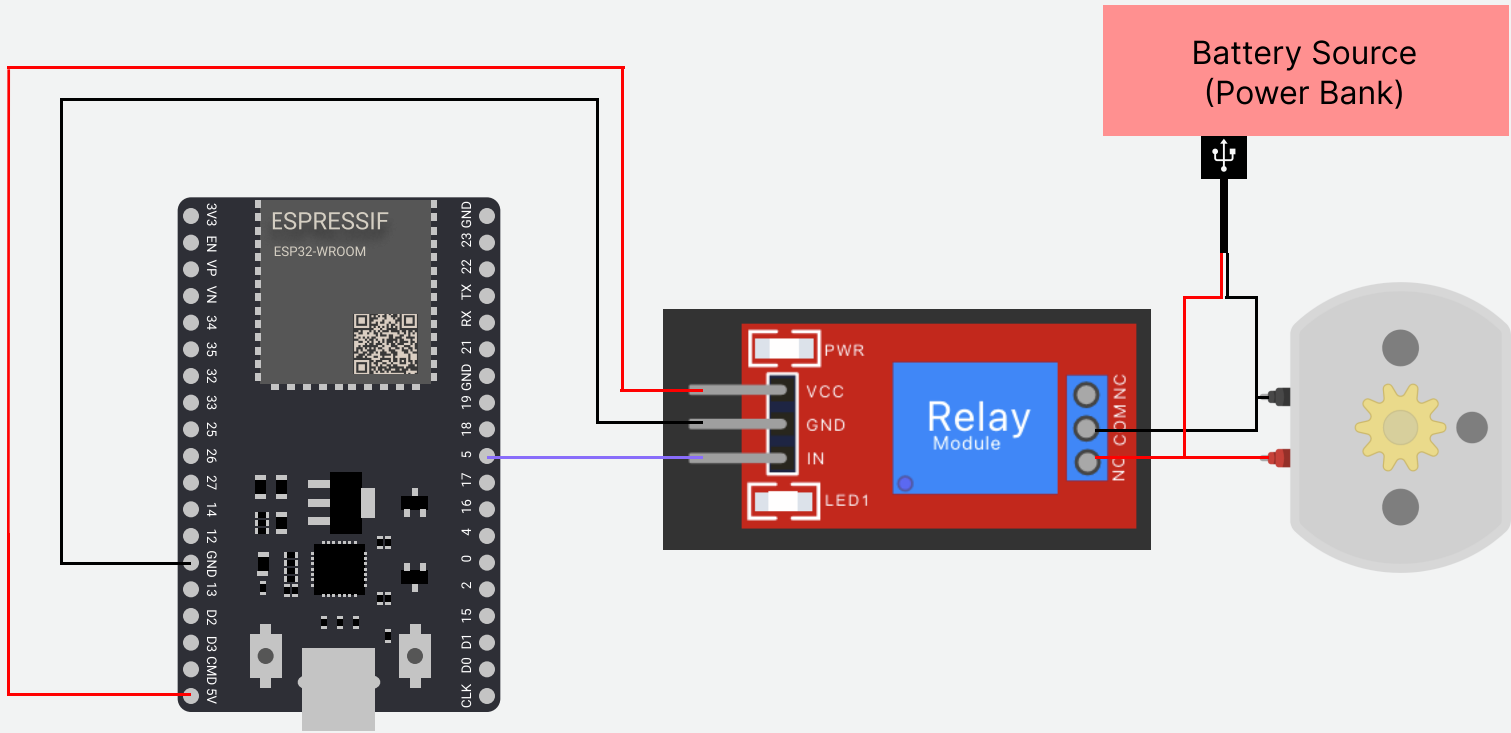 Battery Source
(Power Bank)
ESPRESSIF
ESP32-WROOM
3V3
EN
VP
VN
34
35
32
33
25
26
27
14
12
GND
13
D2
D3
CMD
5V
GND
23
22
TX
RX
21
GND
19
18
5
17
16
4
0
2
15
D1
D0
CLK
PWR
VCC
GND
IN
LED1
Relay
Module
NC
COM
NO